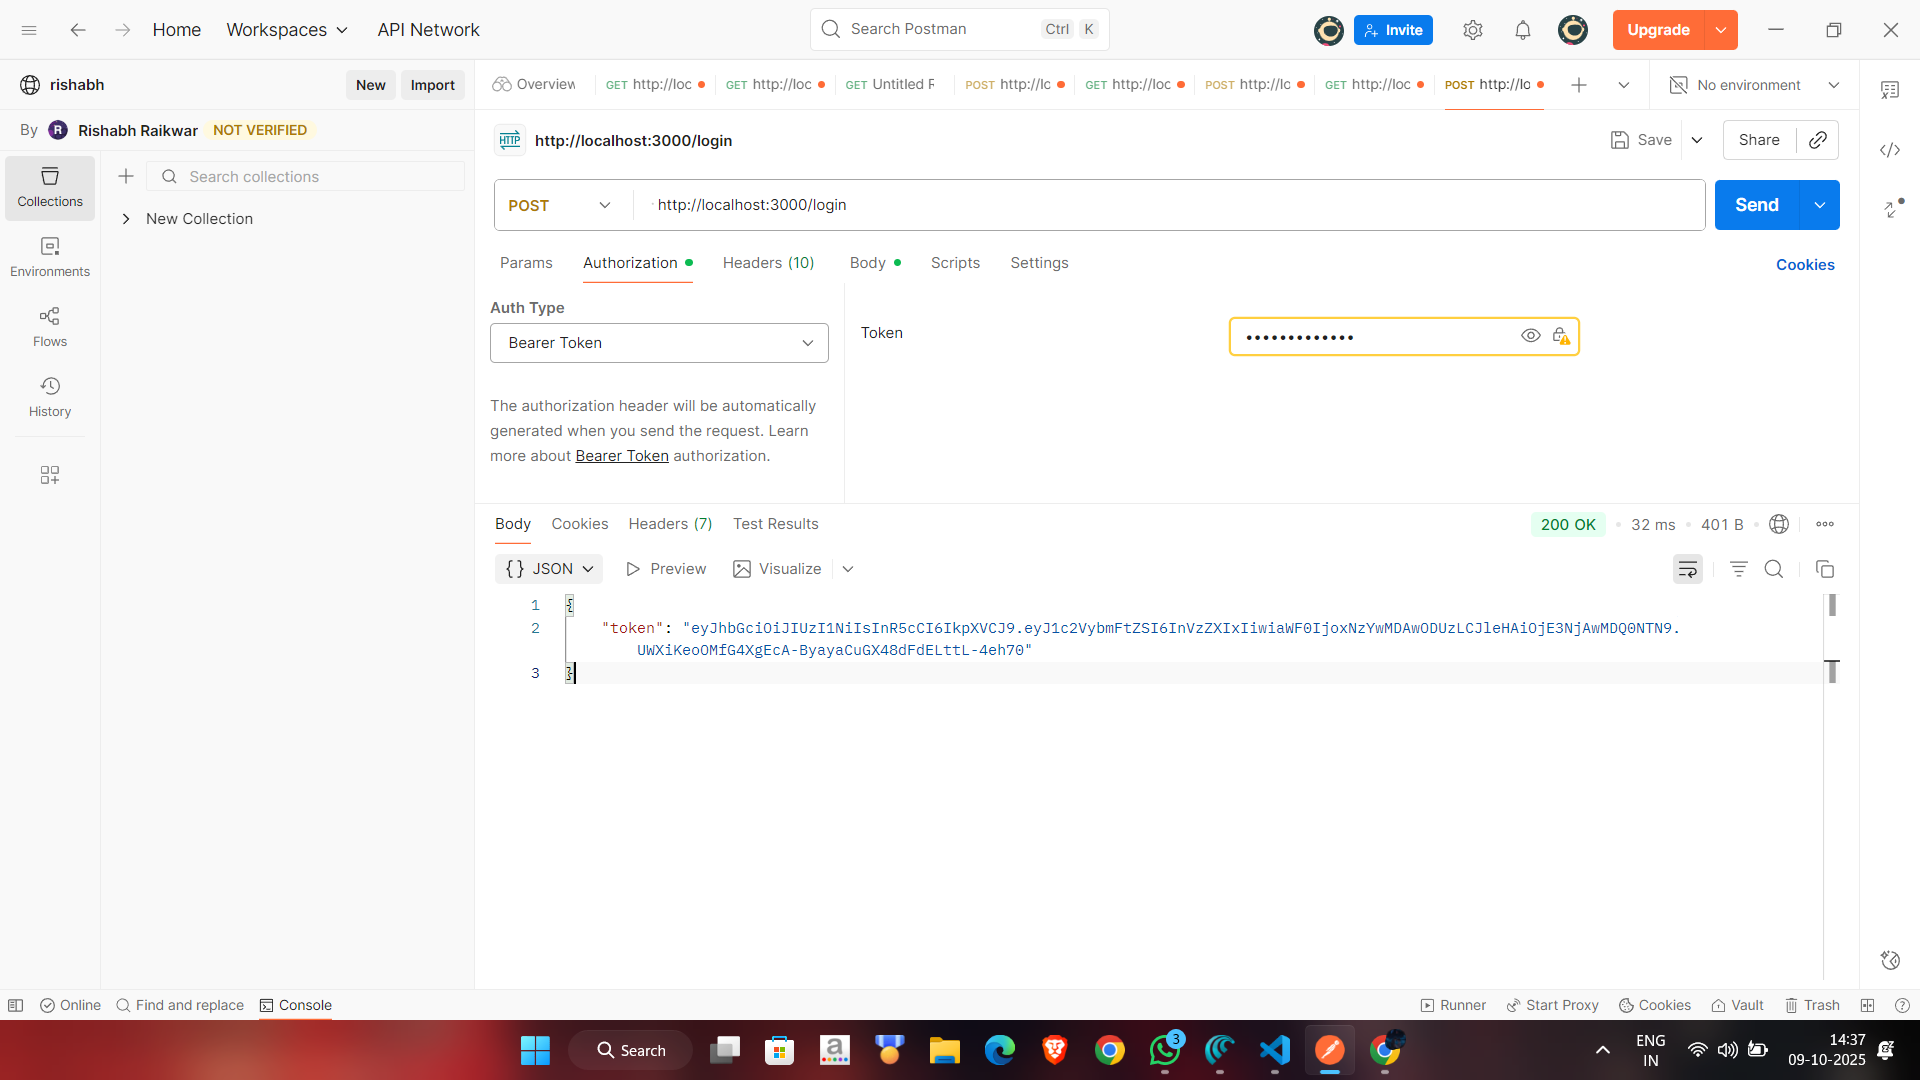 Home
Workspaces
API Network
Search Postman
Ctrl
K
Invite
Upgrade
rishabh
New
Import
Overview
GET http://loc
GET http://loc
GET Untitled R
POST http://lc
GET http://loc
POST http://lo
GET http://loc
POST http://lo
No environment
By R Rishabh Raikwar NOT VERIFIED
HTTP http://localhost:3000/login
Save
Share
Collections
Search collections
New Collection
POST
http://localhost:3000/login
Send
Environments
Params
Authorization
Headers (10)
Body
Scripts
Settings
Cookies
Flows
History
Auth Type
Bearer Token
Token
•••••••••••••
The authorization header will be automatically
generated when you send the request. Learn
more about Bearer Token authorization.
Body
Cookies
Headers (7)
Test Results
200 OK
32 ms
401 B
{} JSON
Preview
Visualize
1 {
2 "token": "eyJhbGciOiJIUzI1NiIsInR5cCI6IkpXVCJ9.eyJ1c2VybmFtZSI6InVzZXIxIiwiaWF0IjoxNzYwMDAwODUzLCJleHAiOjE3NjAwMDQ0NTN9.
UWXiKeoOMfG4XgEcA-ByayaCuGX48dFdELttL-4eh70"
3 }
Online
Find and replace
Console
Runner
Start Proxy
Cookies
Vault
Trash
Search
a
3
ENG
IN
14:37
09-10-2025